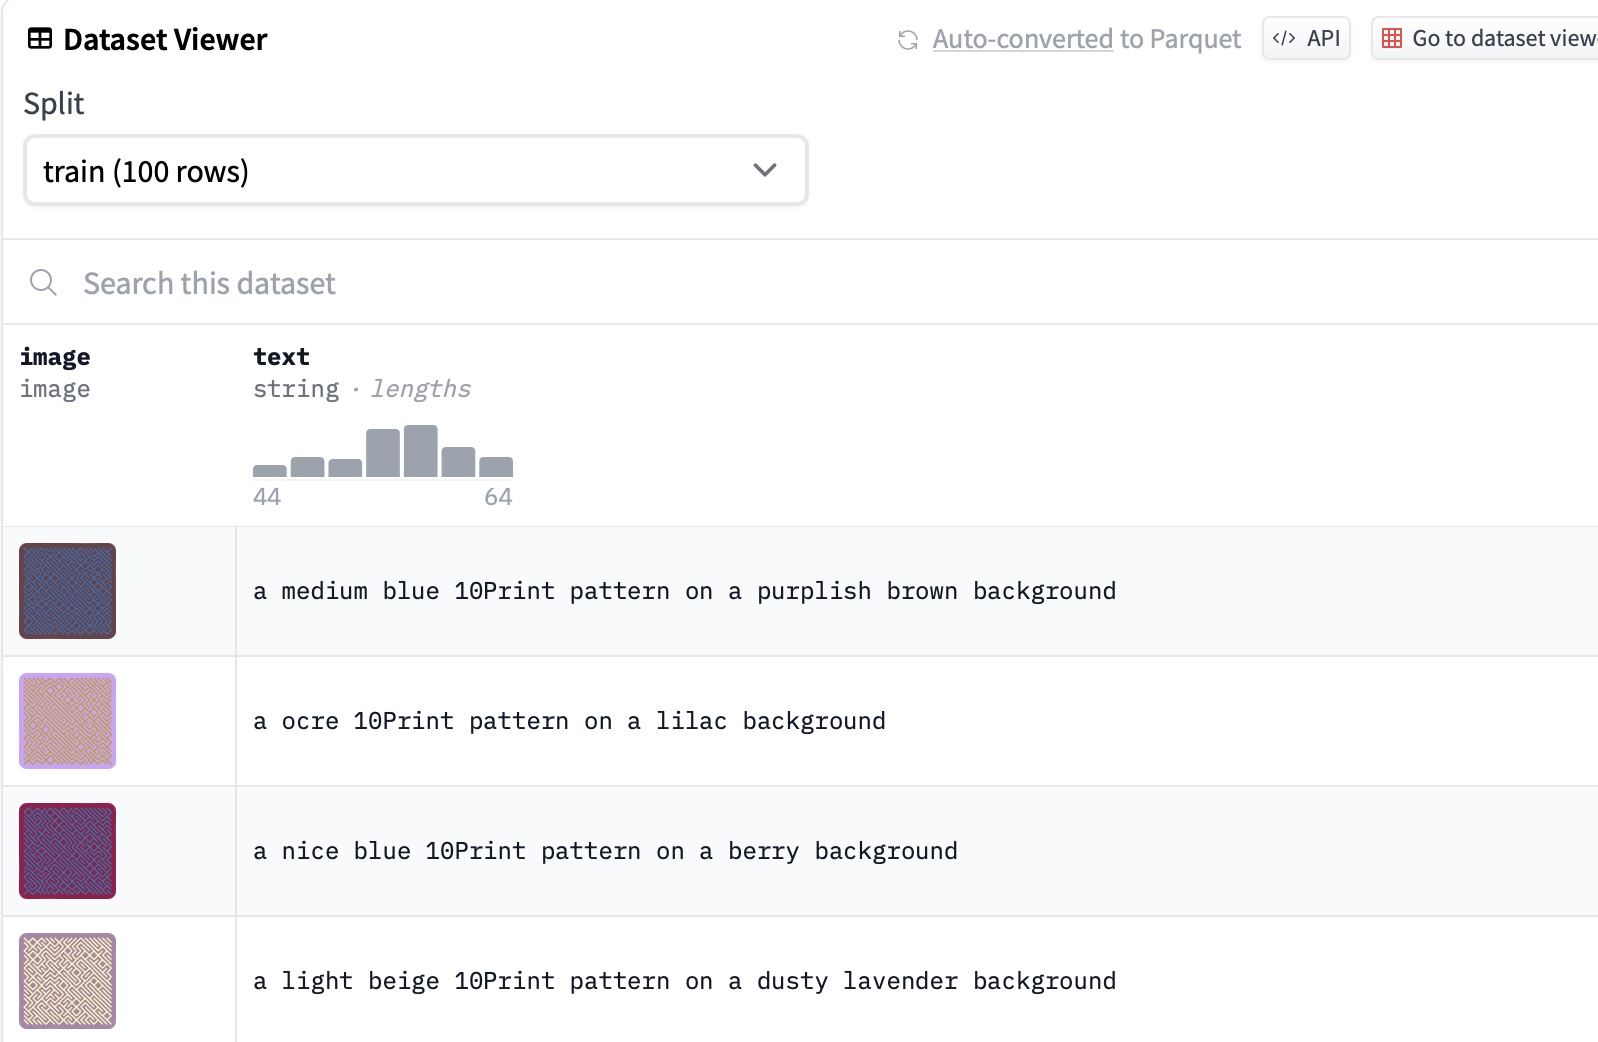 Dataset Viewer
Auto-converted to Parquet
API
Go to dataset view
Split
train (100 rows)
Search this dataset
image
image
text
string · lengths
44
64
a medium blue 10Print pattern on a purplish brown background
a ocre 10Print pattern on a lilac background
a nice blue 10Print pattern on a berry background
a light beige 10Print pattern on a dusty lavender background